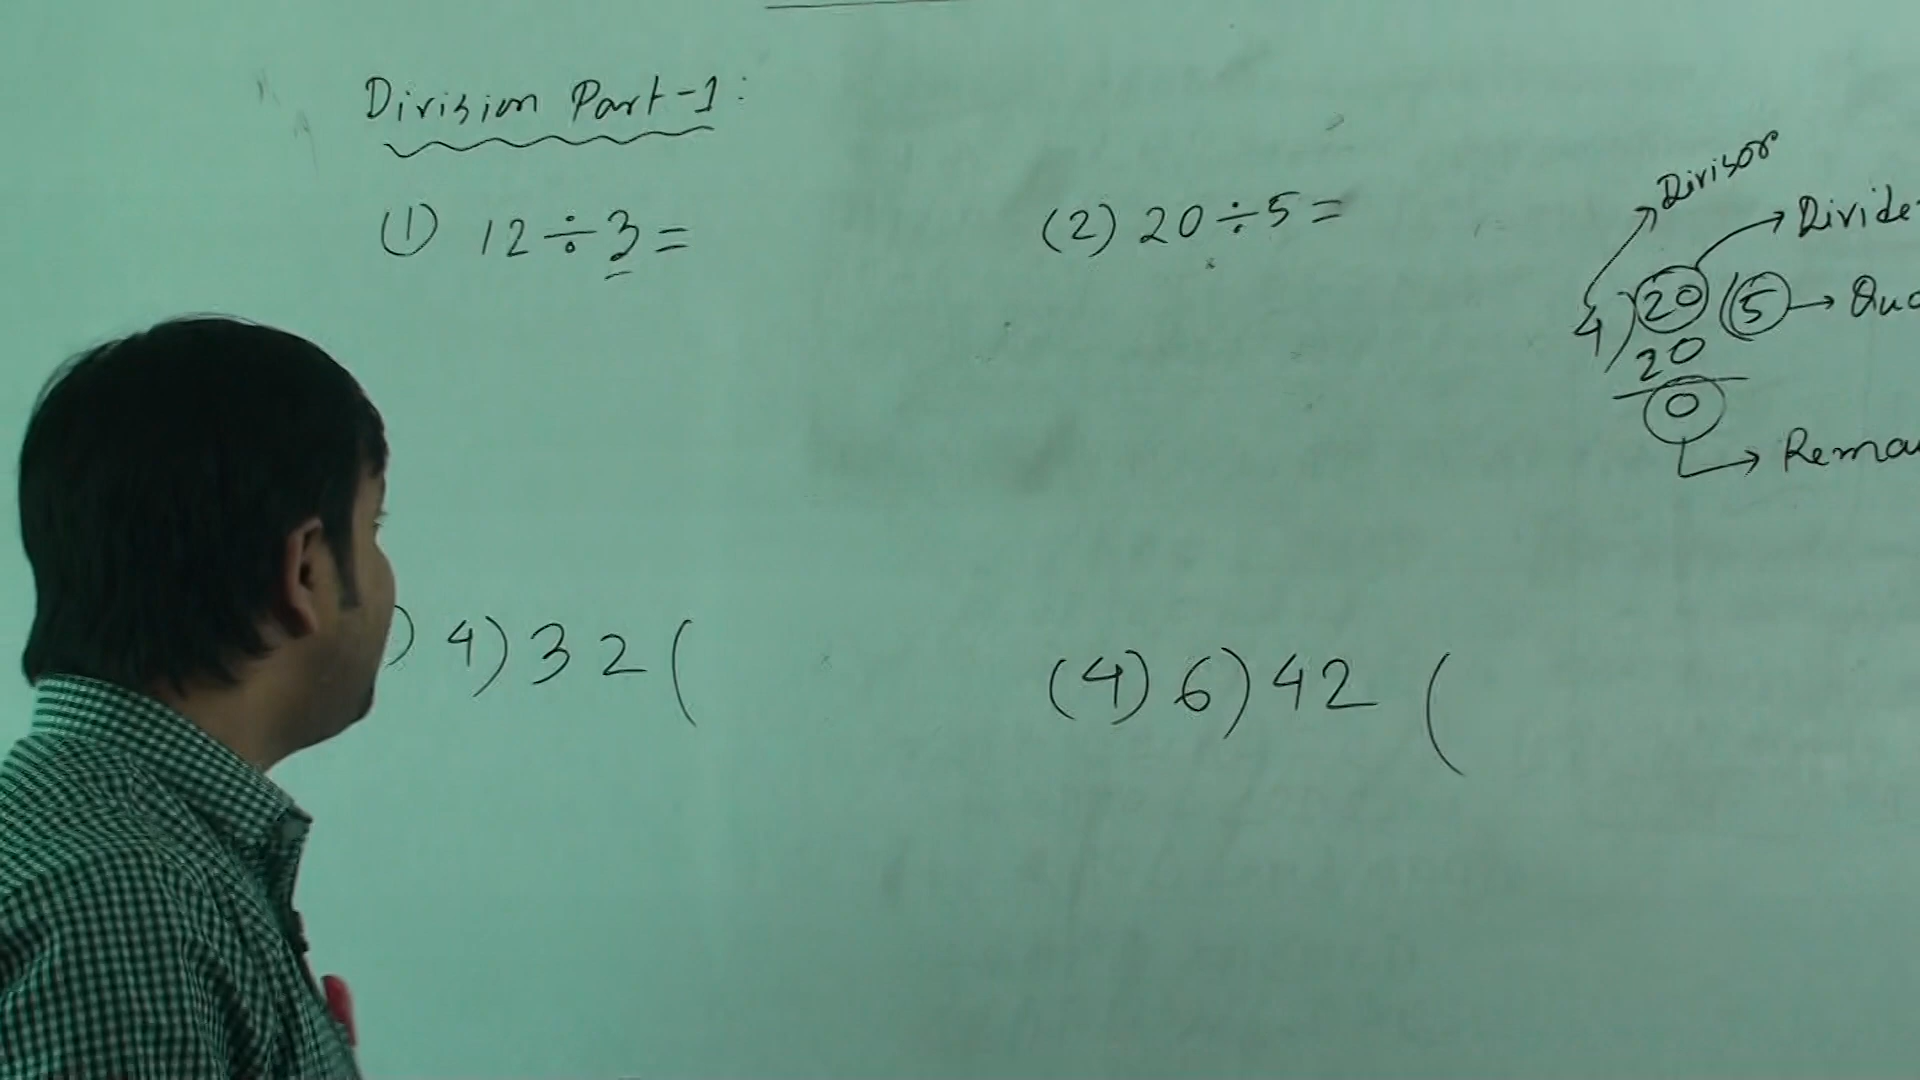 Division Part-1:
(1) 12÷3=
(2) 20÷5=
Divisor
Divide
4)20(5 → Quo
20
0
Remai
) 4)32(
(4) 6)42(